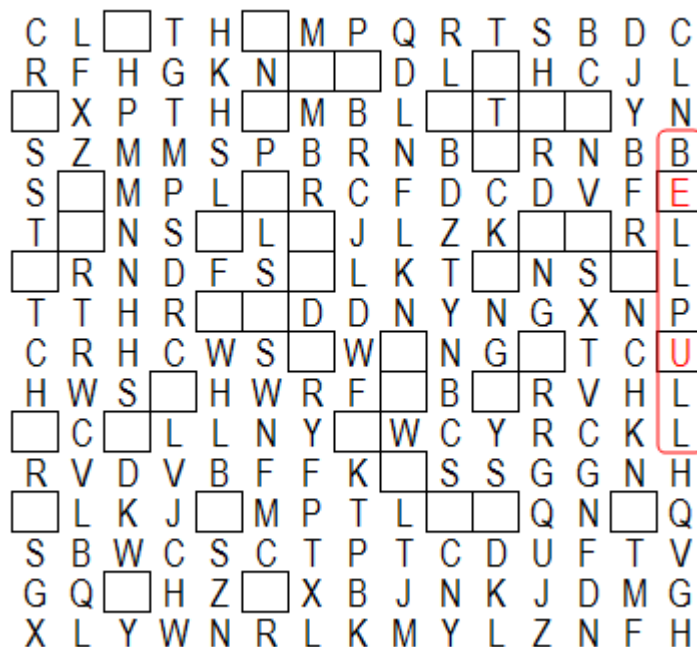 C L T H M P Q R T S B D C
R F H G K N D L H C J L
X P T H M B L T Y N
S Z M M S P B R N B R N B B
S M P L R C F D C D V F E
T N S L J L Z K R L
R N D F S L K T N S L
T T H R D D N Y N G X N P
C R H C W S W N G T C U
H W S H W R F B R V H L
C L L N Y W C Y R C K L
R V D V B F F K S S G G N H
L K J M P T L Q N Q
S B W C S C T P T C D U F T V
G Q H Z X B J N K J D M G
X L Y W N R L K M Y L Z N F H